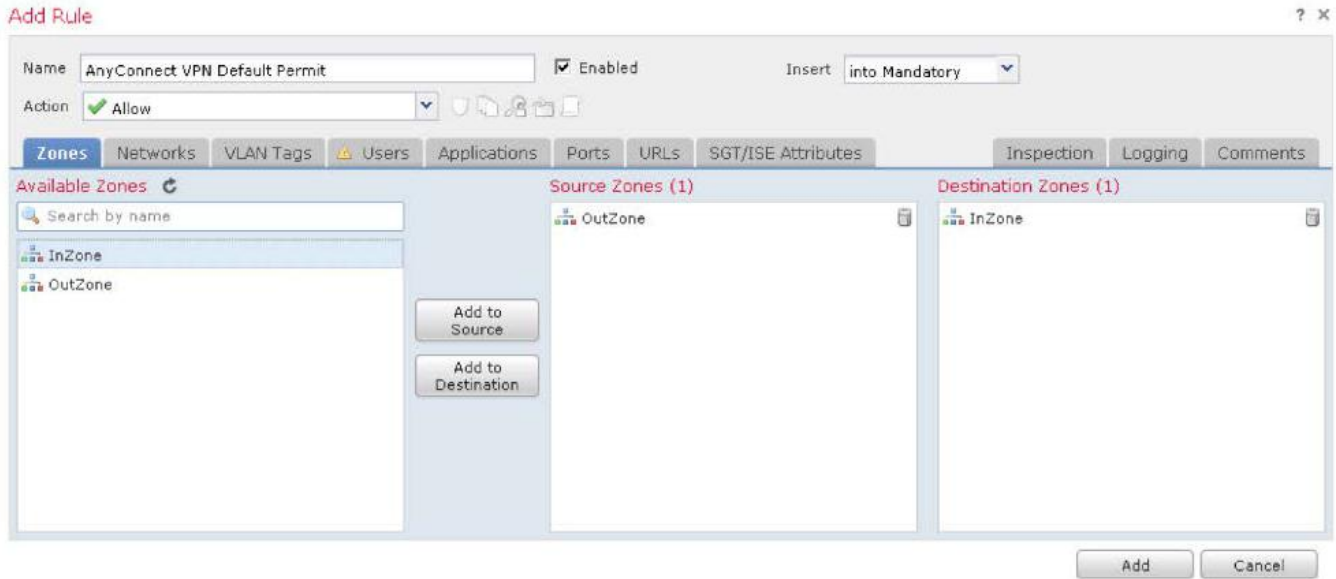 Add Rule
? X
Name AnyConnect VPN Default Permit Enabled Insert into Mandatory
Action Allow
Zones Networks VLAN Tags Users Applications Ports URLs SGT/ISE Attributes Inspection Logging Comments
Available Zones Source Zones (1) Destination Zones (1)
Search by name
InZone
OutZone
Add to
Source
Add to
Destination
OutZone
InZone
Add Cancel